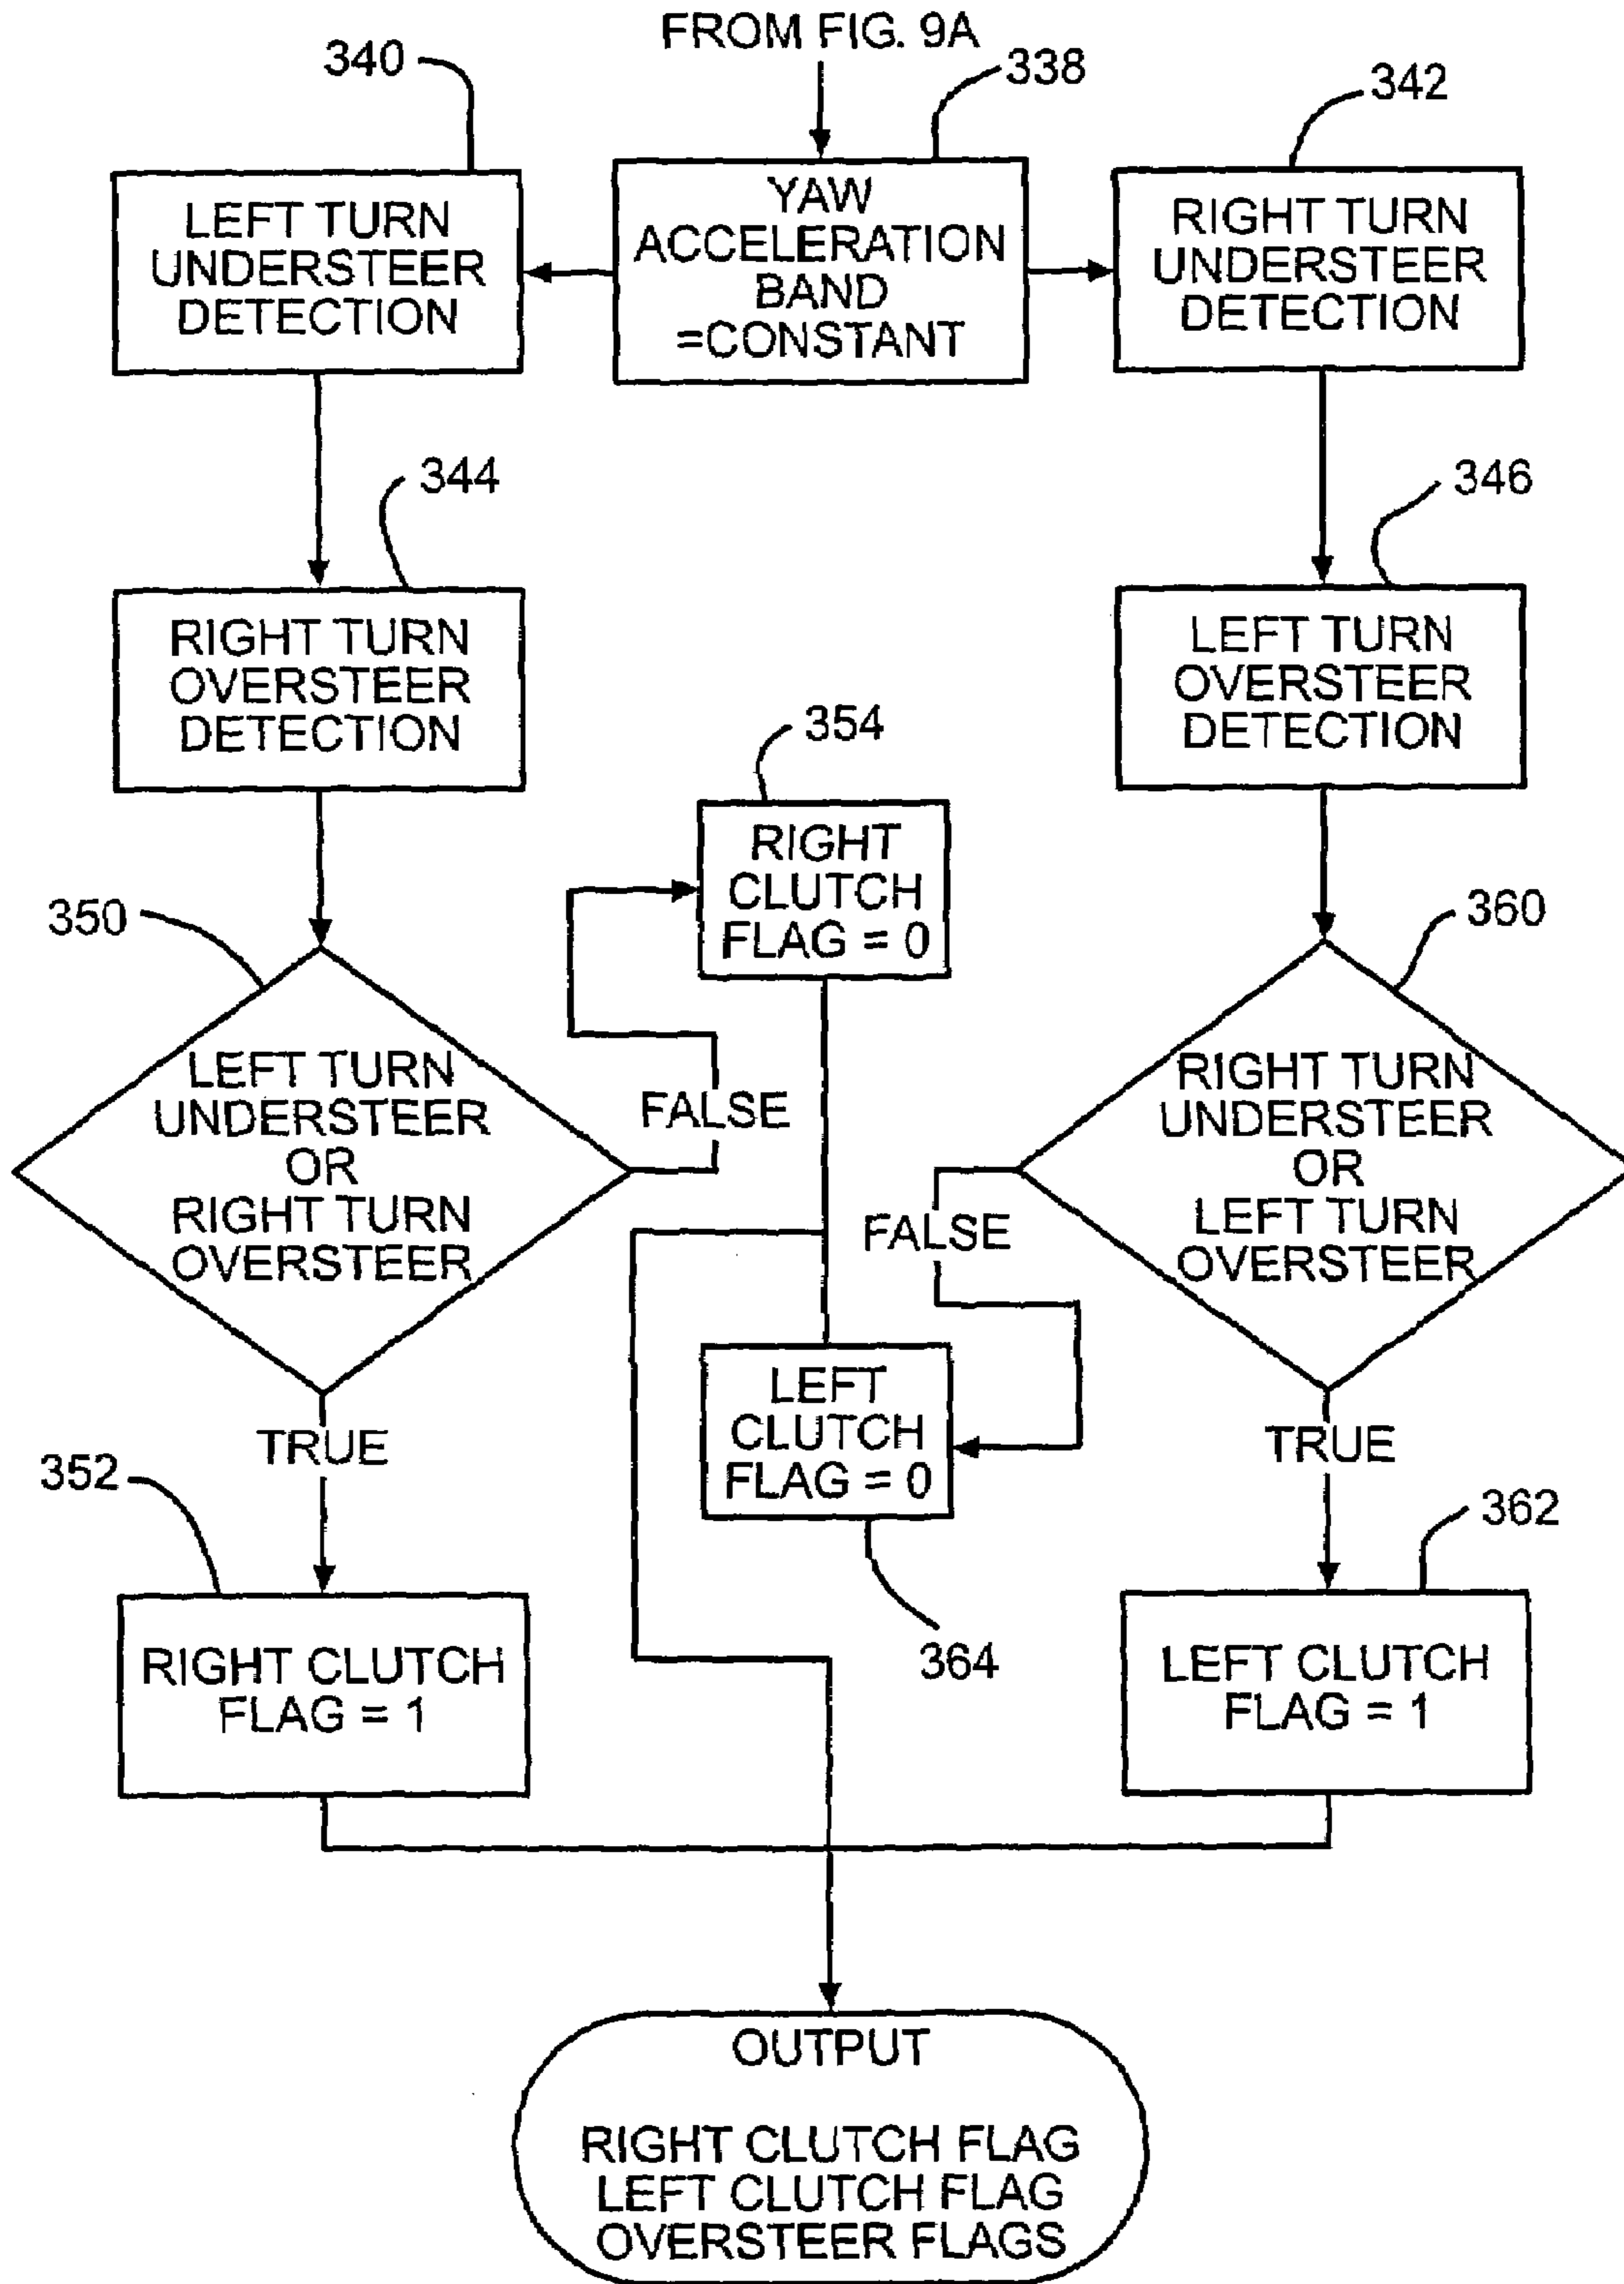 FROM FIG. 9A
340
338
342
LEFT TURN
UNDERSTEER
DETECTION
YAW
ACCELERATION
BAND
=CONSTANT
RIGHT TURN
UNDERSTEER
DETECTION
344
346
RIGHT TURN
OVERSTEER
DETECTION
LEFT TURN
OVERSTEER
DETECTION
354
RIGHT
CLUTCH
FLAG = 0
350
360
LEFT TURN
UNDERSTEER
OR
RIGHT TURN
OVERSTEER
FALSE
RIGHT TURN
UNDERSTEER
OR
LEFT TURN
OVERSTEER
FALSE
LEFT
CLUTCH
FLAG = 0
TRUE
TRUE
352
362
364
RIGHT CLUTCH
FLAG = 1
LEFT CLUTCH
FLAG = 1
OUTPUT
RIGHT CLUTCH FLAG
LEFT CLUTCH FLAG
OVERSTEER FLAGS